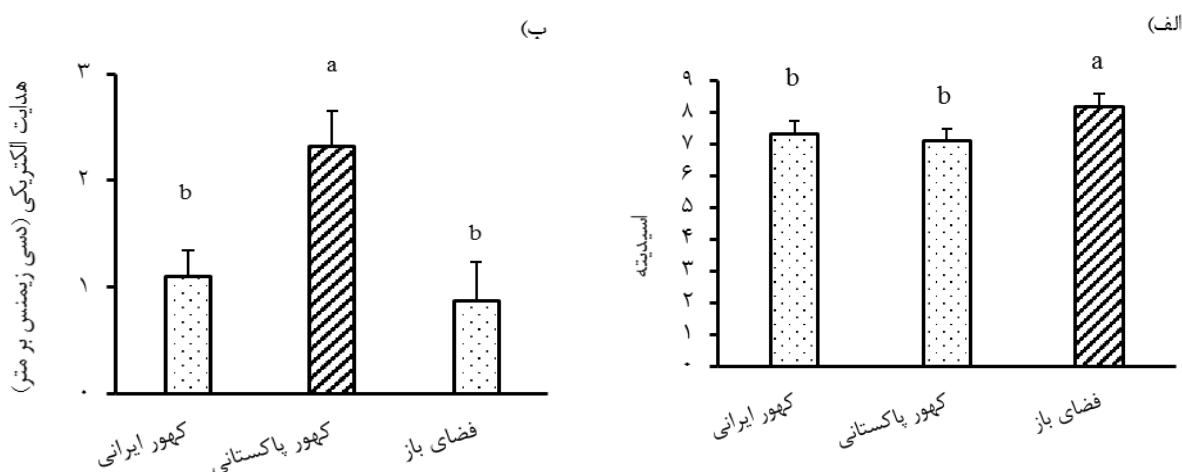 الف)
a
b
b
۹
۸
۷
۶
۵
۴
۳
۲
۱
۰
اسیدیته
کهور ایرانی
کهور پاکستانی
فضای باز
ب)
a
b
b
۳
۲
۱
۰
هدایت الکتریکی (دسی زیمنس بر متر)
کهور ایرانی
کهور پاکستانی
فضای باز